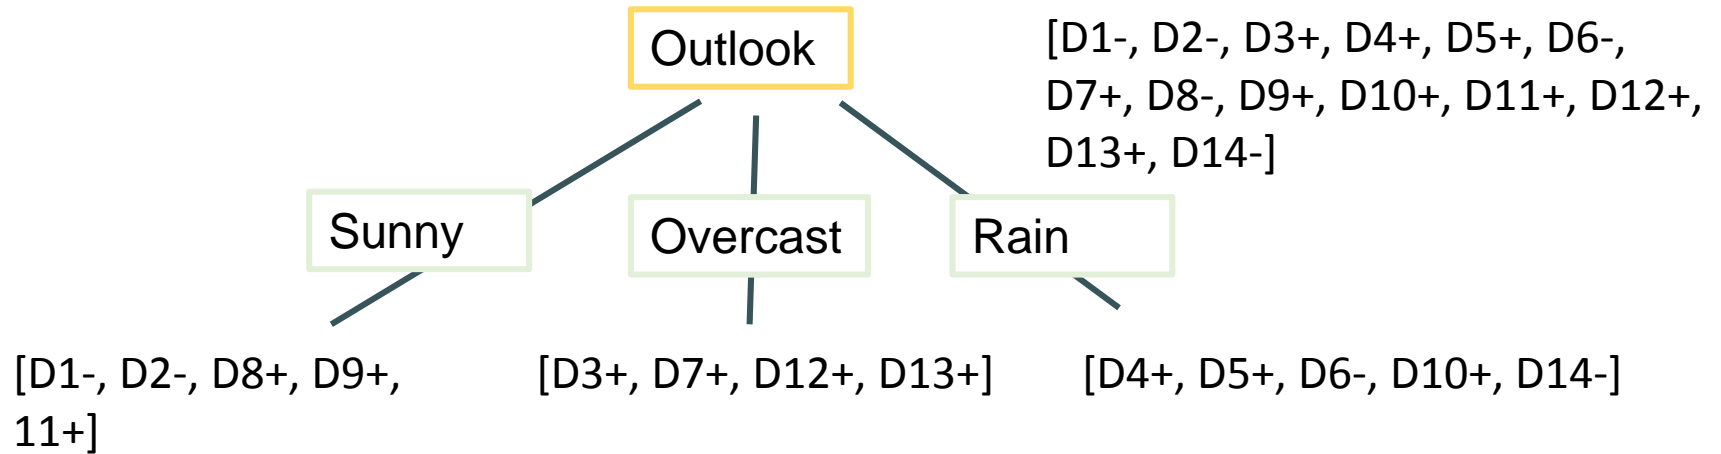 Outlook
[D1-, D2-, D3+, D4+, D5+, D6-,
D7+, D8-, D9+, D10+, D11+, D12+,
D13+, D14-]
Sunny
Overcast
Rain
[D1-, D2-, D8+, D9+,
11+]
[D3+, D7+, D12+, D13+]
[D4+, D5+, D6-, D10+, D14-]